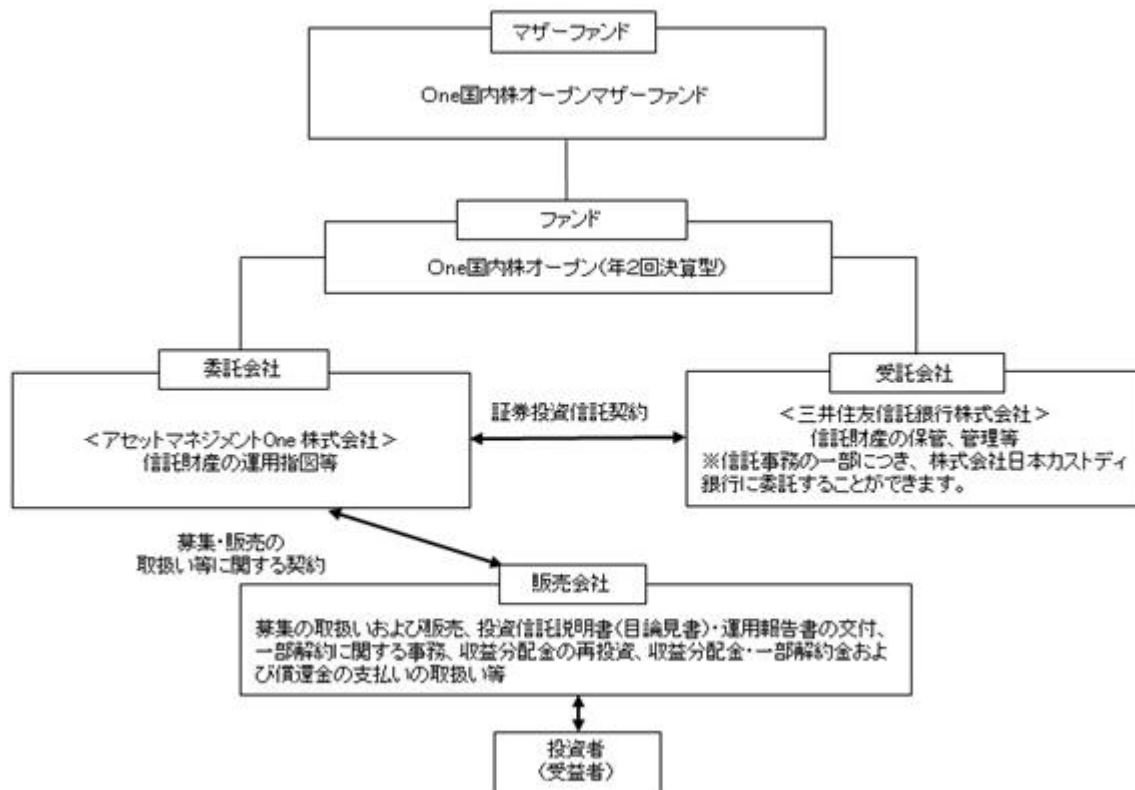 マザーファンド
One国内株オープンマザーファンド
ファンド
One国内株オープン(年2回決算型)
委託会社
<アセットマネジメントOne 株式会社>
信託財産の運用指図等
証券投資信託契約
受託会社
<三井住友信託銀行株式会社>
信託財産の保管、管理等
※信託事務の一部につき、株式会社日本カストディ
銀行に委託することができます。
募集・販売の
取扱い等に関する契約
販売会社
募集の取扱いおよび販売、投資信託説明書(目論見書)・運用報告書の交付、
一部解約に関する事務、収益分配金の再投資、収益分配金・一部解約金およ
び償還金の支払いの取扱い等
投資者
(受益者)